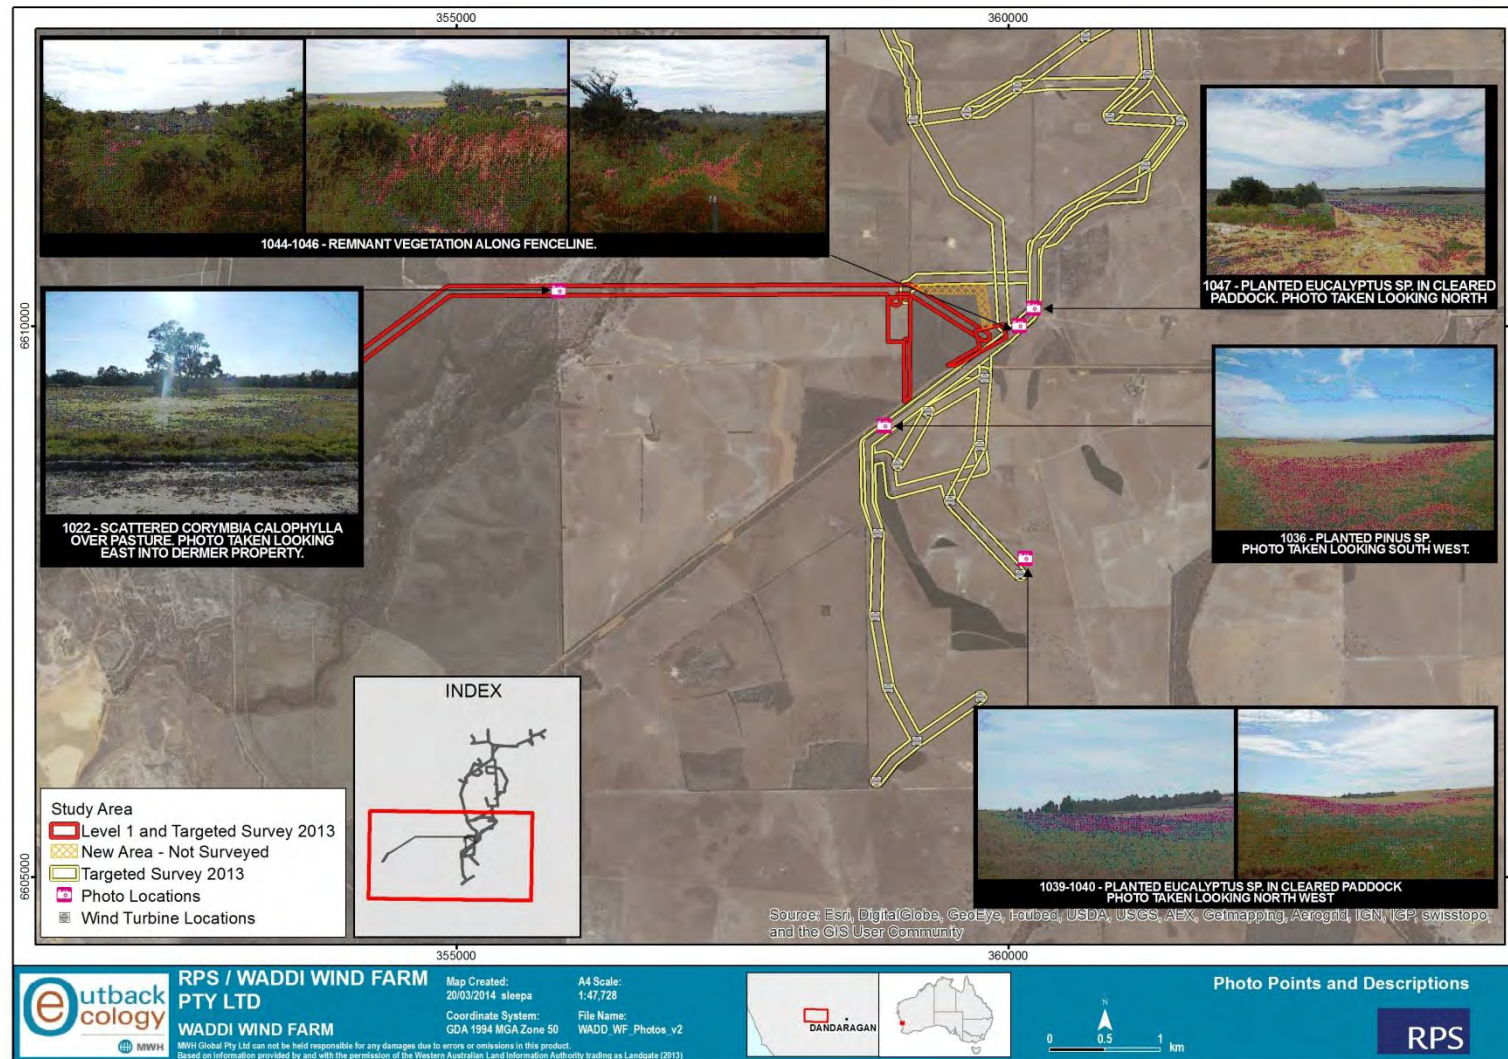 355000
360000
6610000
6605000
1044-1046 - REMNANT VEGETATION ALONG FENCELINE.
1047 - PLANTED EUCALYPTUS SP. IN CLEARED
PADDOCK. PHOTO TAKEN LOOKING NORTH
1022 - SCATTERED CORYMBIA CALOPHYLLA
OVER PASTURE. PHOTO TAKEN LOOKING
EAST INTO DERMER PROPERTY.
1036 - PLANTED PINUS SP.
PHOTO TAKEN LOOKING SOUTH WEST.
INDEX
Study Area
Level 1 and Targeted Survey 2013
New Area - Not Surveyed
Targeted Survey 2013
Photo Locations
Wind Turbine Locations
1039-1040 - PLANTED EUCALYPTUS SP. IN CLEARED PADDOCK
PHOTO TAKEN LOOKING NORTH WEST
Source: Esri, DigitalGlobe, GeoEye, i-cubed, USDA, USGS, AEX, Getmapping, Aerogrid, IGN, IGP, swisstopo,
and the GIS User Community
355000
360000
Outback
ecology
MWH
RPS / WADDI WIND FARM
PTY LTD
WADDI WIND FARM
Map Created:
20/03/2014 sleepa
A4 Scale:
1:47,728
Coordinate System:
GDA 1994 MGA Zone 50
File Name:
WADD_WF_Photos_v2
MWH Global Pty Ltd can not be held responsible for any damages due to errors or omissions in this product.
Based on information provided by and with the permission of the Western Australian Land Information Authority trading as Landgate (2013)
DANDARAGAN
N
0 0.5 1
km
Photo Points and Descriptions
RPS